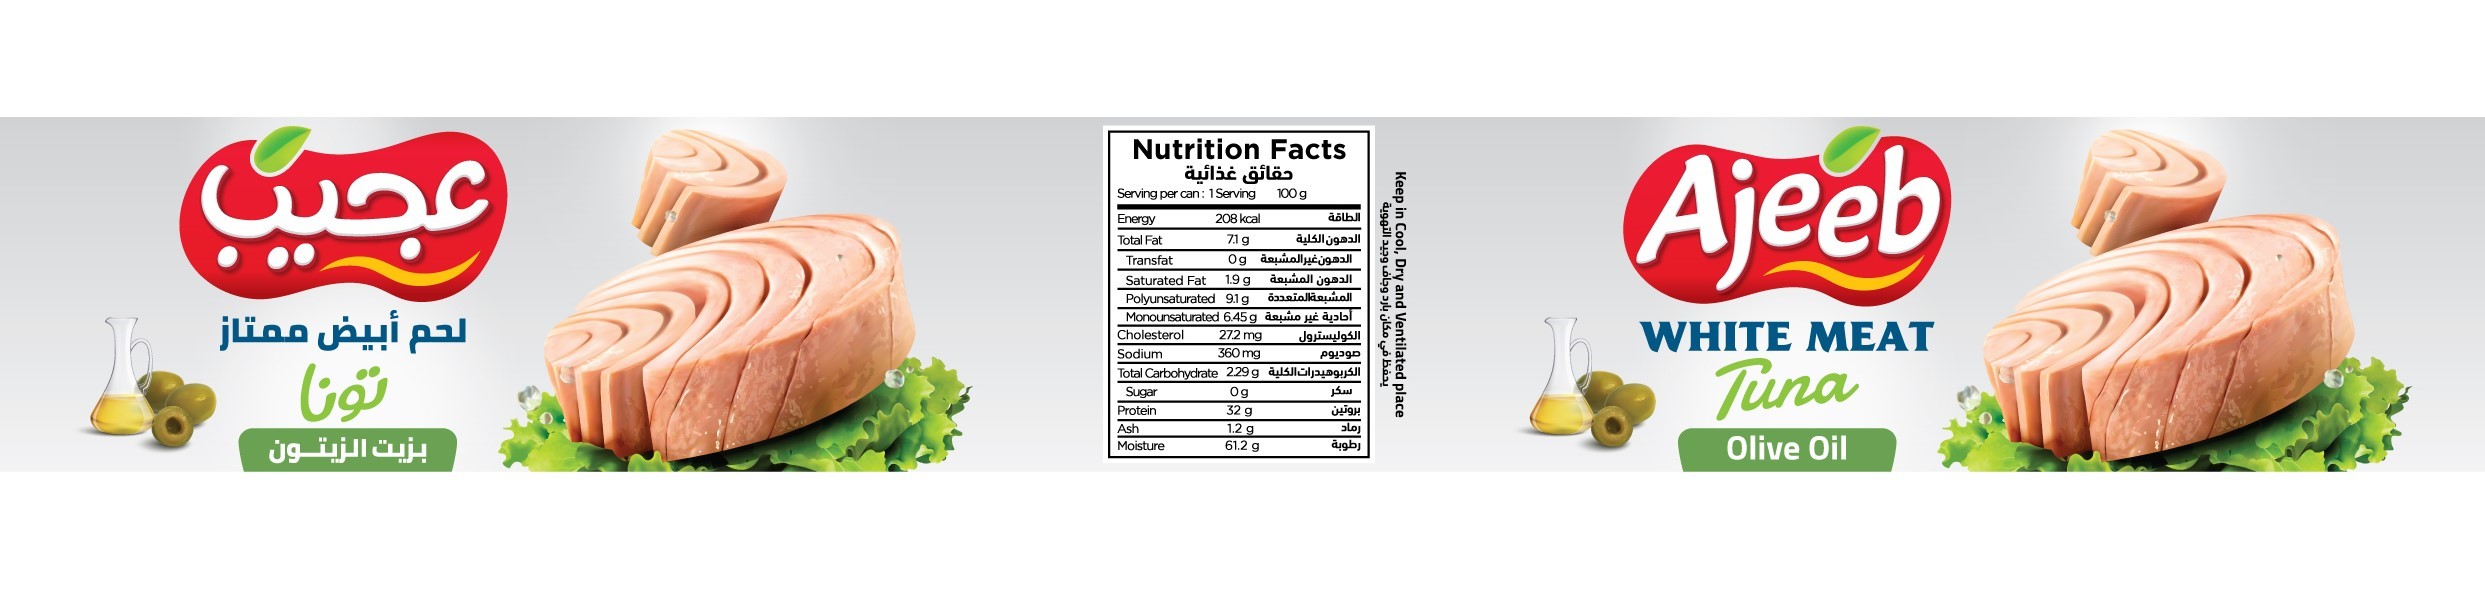 عجيب
لحم أبيض ممتاز
تونا
بزيت الزيتــون
Nutrition Facts
حقائق غذائية
Serving per can : 1 Serving 100 g
Energy 208 kcal الطاقة
Total Fat 7.1 g الدهون الكلية
Transfat 0 g الدهون غير المشبعة
Saturated Fat 1.9 g الدهون المشبعة
Polyunsaturated 9.1 g المشبعة المتعددة
Monounsaturated 6.45 g أحادية غير مشبعة
Cholesterol 27.2 mg الكوليسترول
Sodium 360 mg صوديوم
Total Carbohydrate 2.29 g الكربوهيدرات الكلية
Sugar 0 g سكر
Protein 32 g بروتين
Ash 1.2 g رماد
Moisture 61.2 g رطوبة
Keep in Cool, Dry and Ventilated place
يحفظ في مكان بارد وجاف وجيد التهوية
Ajeeb
WHITE MEAT
Tuna
Olive Oil